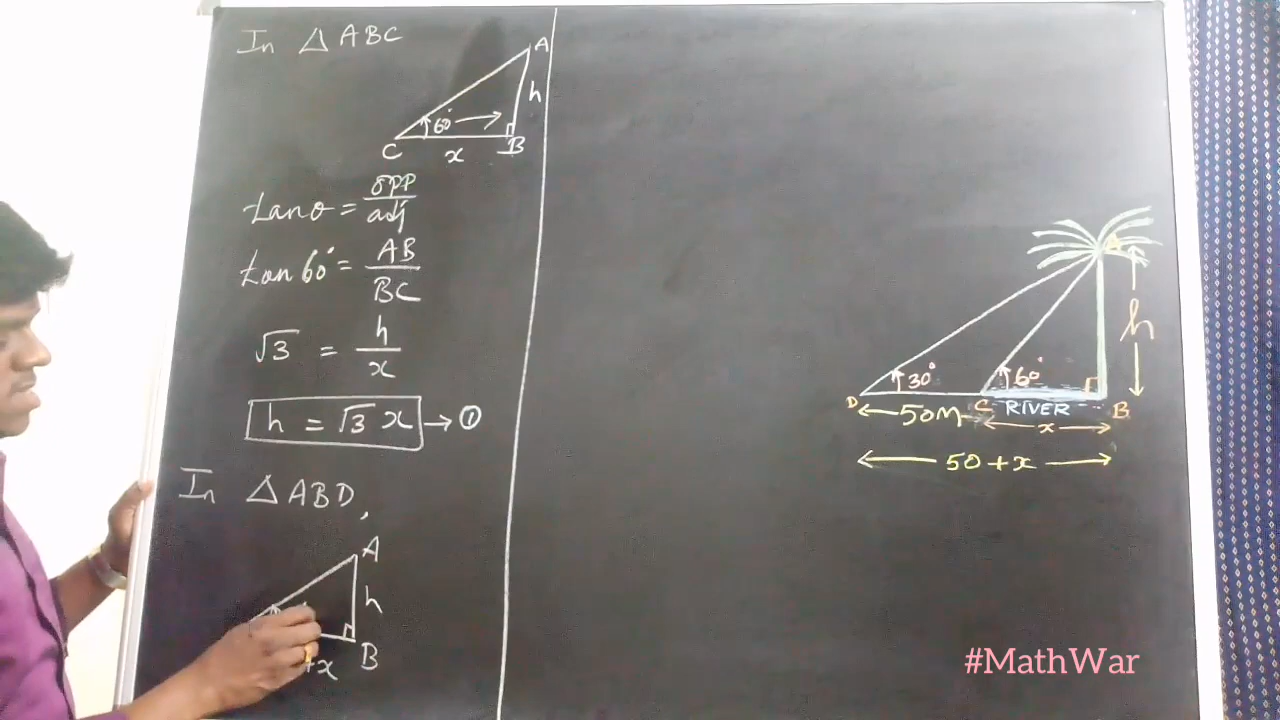 In △ ABC
A
h
60°
C x B
tan θ = opp/adj
tan 60° = AB/BC
√3 = h/x
h = √3 x → ①
In △ ABD,
A
h
B
+x
A
h
30° 60°
D 50M C RIVER B
x
50 + x
#MathWar